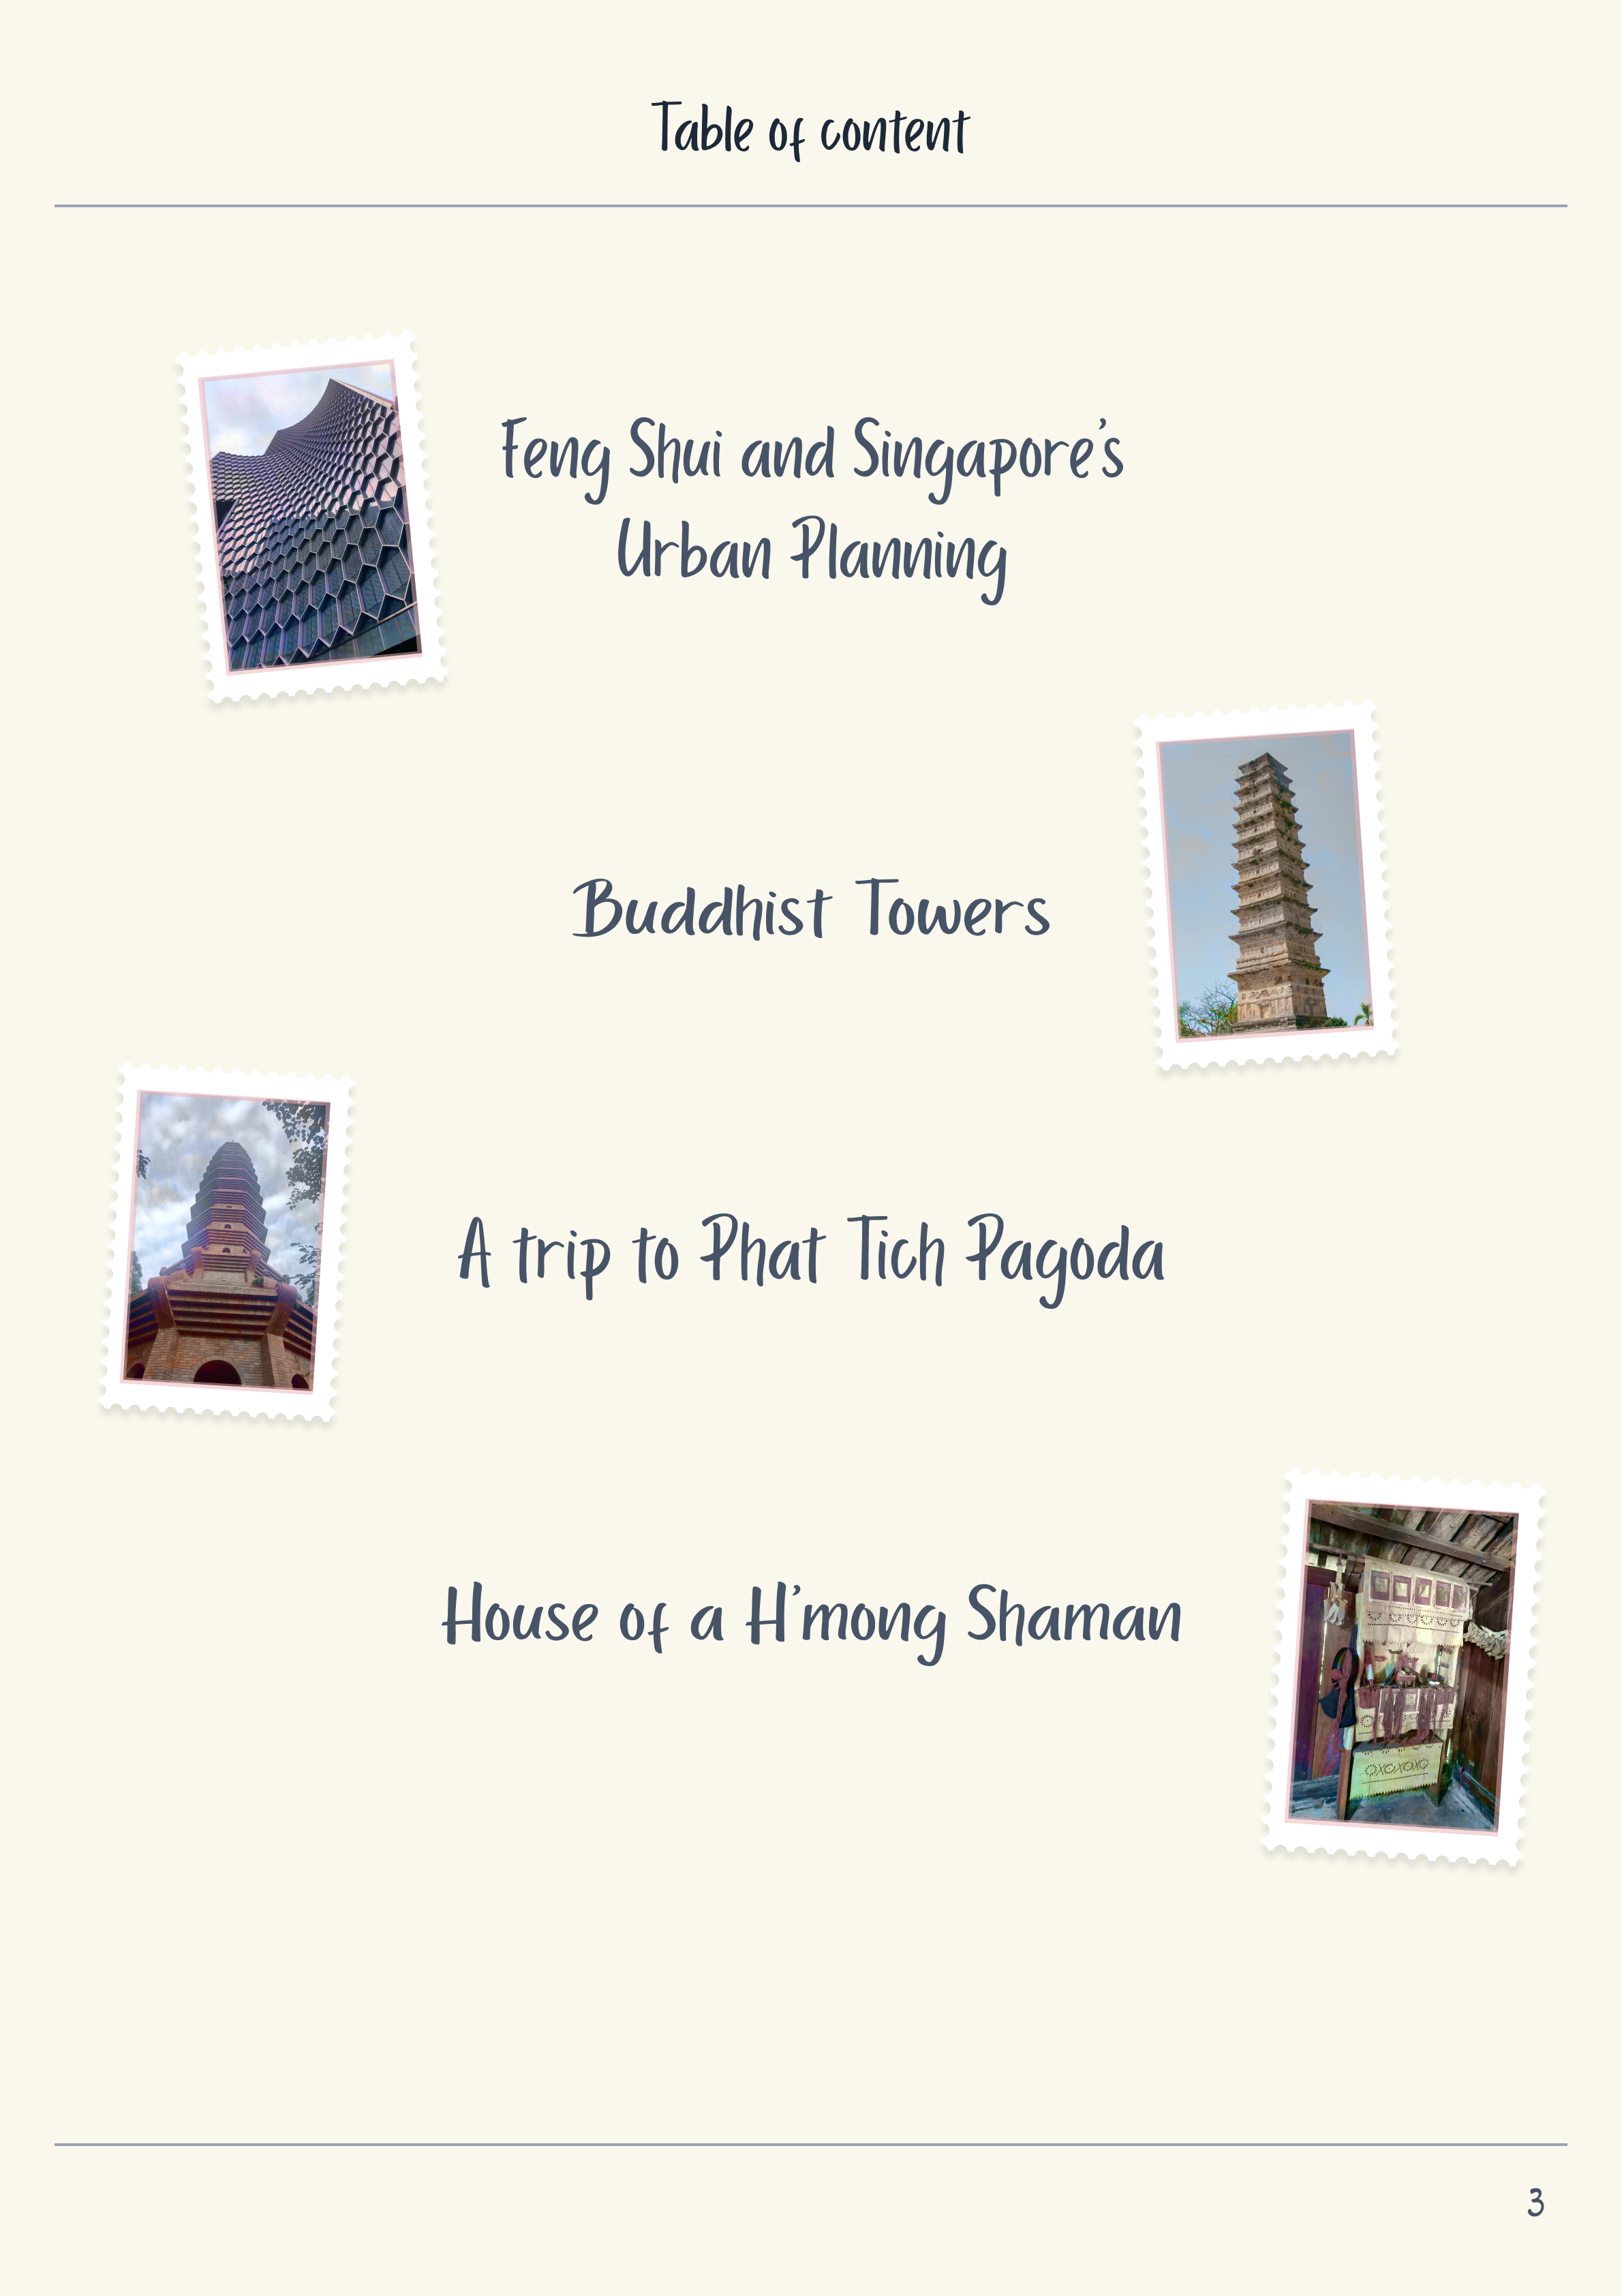 Table of content
Feng Shui and Singapore’s
Urban Planning
Buddhist Towers
A trip to Phat Tich Pagoda
House of a H’mong Shaman
3